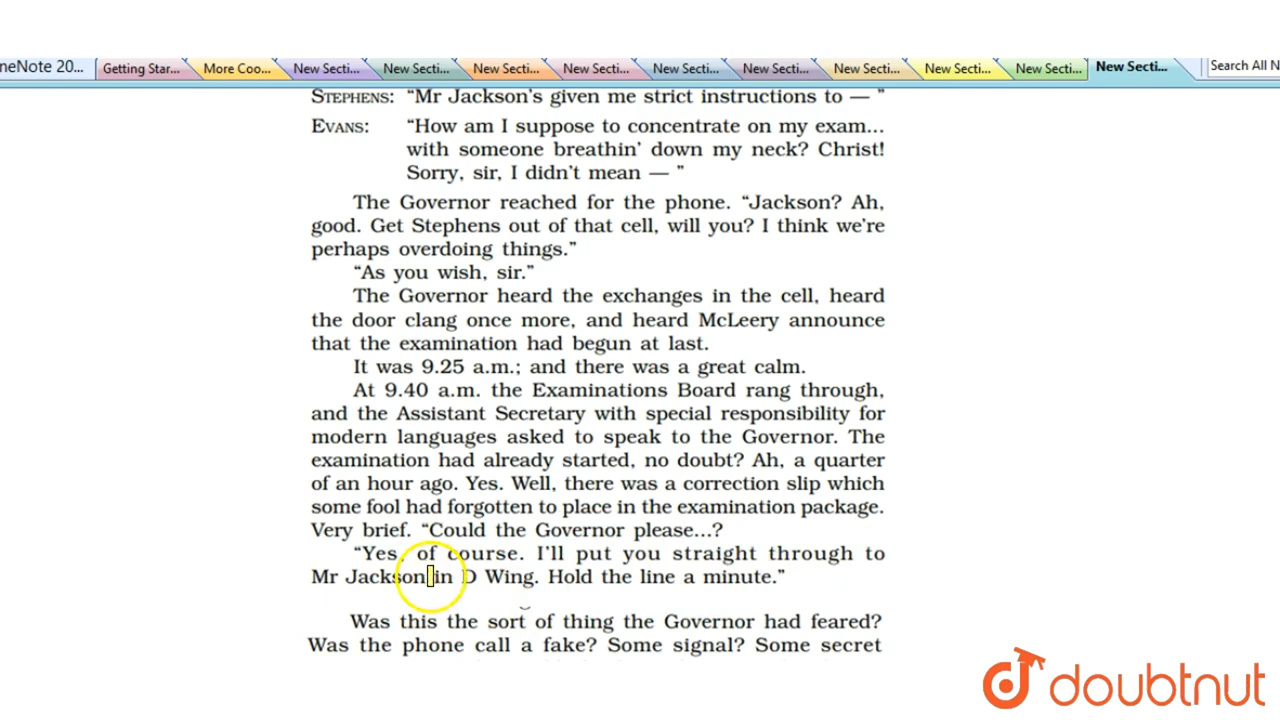 neNote 20...
Getting Star...
More Coo...
New Secti...
New Secti...
New Secti...
New Secti...
New Secti...
New Secti...
New Secti...
New Secti...
New Secti...
New Secti...
Search All N
STEPHENS: “Mr Jackson's given me strict instructions to — ”
EVANS: “How am I suppose to concentrate on my exam...
with someone breathin' down my neck? Christ!
Sorry, sir, I didn't mean — ”
The Governor reached for the phone. “Jackson? Ah,
good. Get Stephens out of that cell, will you? I think we're
perhaps overdoing things.”
“As you wish, sir.”
The Governor heard the exchanges in the cell, heard
the door clang once more, and heard McLeery announce
that the examination had begun at last.
It was 9.25 a.m.; and there was a great calm.
At 9.40 a.m. the Examinations Board rang through,
and the Assistant Secretary with special responsibility for
modern languages asked to speak to the Governor. The
examination had already started, no doubt? Ah, a quarter
of an hour ago. Yes. Well, there was a correction slip which
some fool had forgotten to place in the examination package.
Very brief. “Could the Governor please...?
“Yes, of course. I'll put you straight through to
Mr Jackson in D Wing. Hold the line a minute.”
Was this the sort of thing the Governor had feared?
Was the phone call a fake? Some signal? Some secret
doubtnut